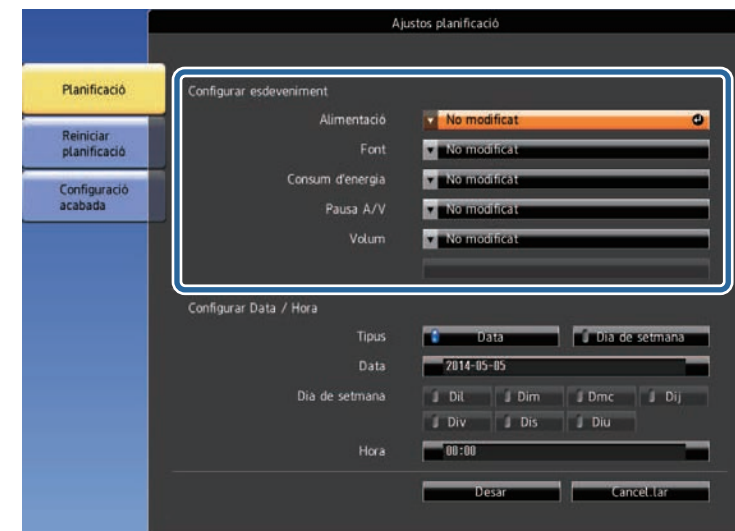 Ajustos planificació
Planificació
Reiniciar
planificació
Configuració
acabada
Configurar esdeveniment
Alimentació No modificat
Font No modificat
Consum d'energia No modificat
Pausa A/V No modificat
Volum No modificat
Configurar Data / Hora
Tipus Data Dia de setmana
Data 2014-05-05
Dia de setmana Dil Dim Dmc Dij
Div Dis Diu
Hora 00:00
Desar Cancel.lar